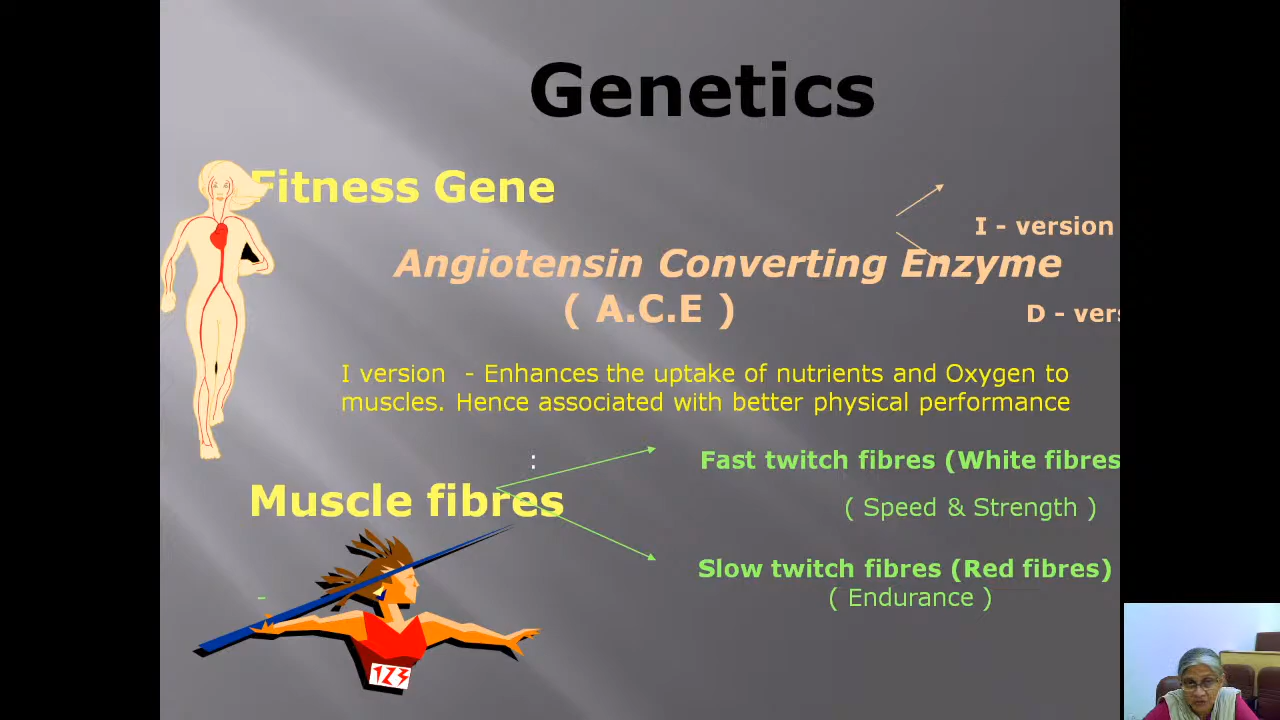 Genetics
Fitness Gene
I - version
Angiotensin Converting Enzyme
( A.C.E )
D - vers
I version - Enhances the uptake of nutrients and Oxygen to
muscles. Hence associated with better physical performance
:
Fast twitch fibres (White fibres
Muscle fibres
( Speed & Strength )
Slow twitch fibres (Red fibres)
-
( Endurance )
123